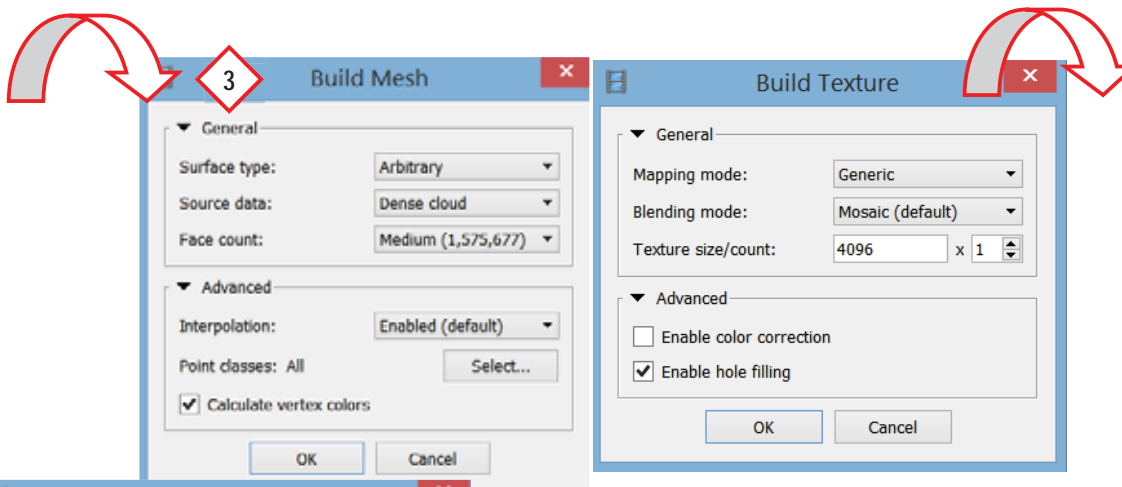 3
Build Mesh
General
Surface type: Arbitrary
Source data: Dense cloud
Face count: Medium (1,575,677)
Advanced
Interpolation: Enabled (default)
Point classes: All Select...
Calculate vertex colors
OK Cancel
Build Texture
General
Mapping mode: Generic
Blending mode: Mosaic (default)
Texture size/count: 4096 x 1
Advanced
Enable color correction
Enable hole filling
OK Cancel